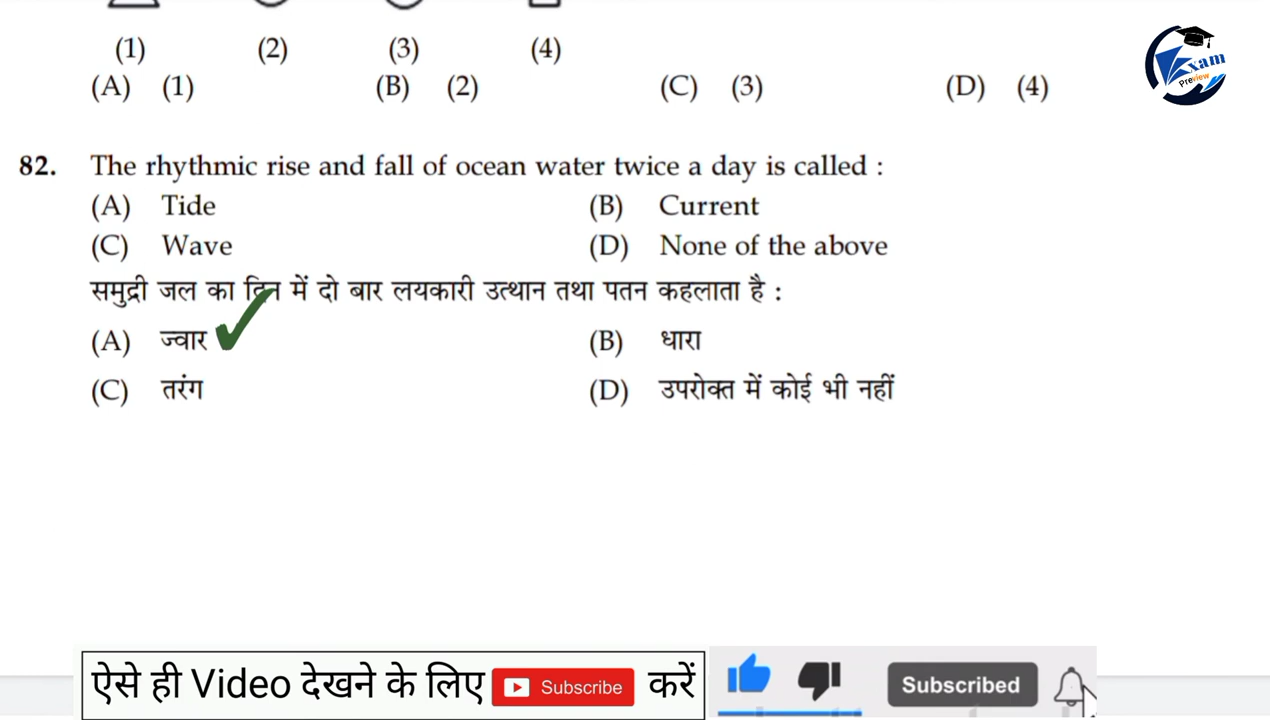 (1) (2) (3) (4)
(A) (1) (B) (2) (C) (3) (D) (4)
Exam
Preview
82. The rhythmic rise and fall of ocean water twice a day is called :
(A) Tide (B) Current
(C) Wave (D) None of the above
समुद्री जल का दिन में दो बार लयकारी उत्थान तथा पतन कहलाता है :
(A) ज्वार (B) धारा
(C) तरंग (D) उपरोक्त में कोई भी नहीं
ऐसे ही Video देखने के लिए Subscribe करें Subscribed